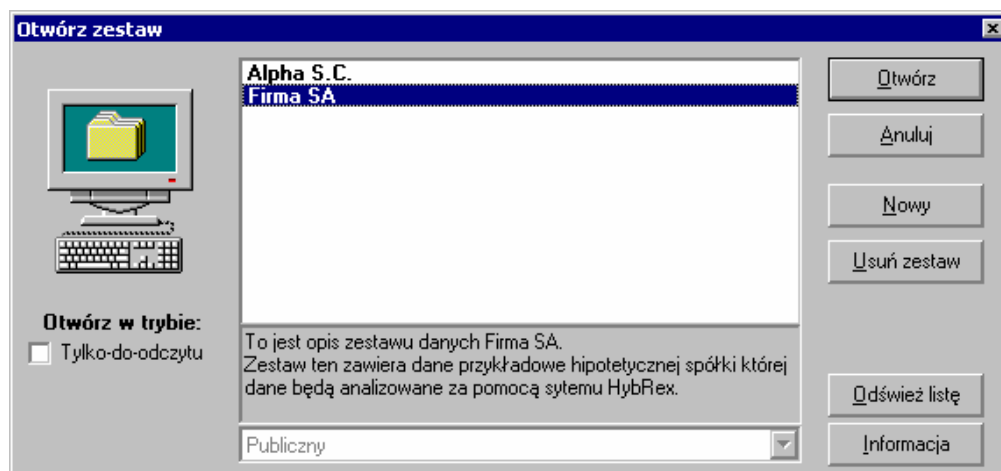 Otwórz zestaw
Alpha S.C.
Firma SA
Otwórz
Anuluj
Nowy
Usuń zestaw
Otwórz w trybie:
Tylko-do-odczytu
To jest opis zestawu danych Firma SA.
Zestaw ten zawiera dane przykładowe hipotetycznej spółki której
dane będą analizowane za pomocą sytemu HybRex.
Odśwież listę
Publiczny
Informacja